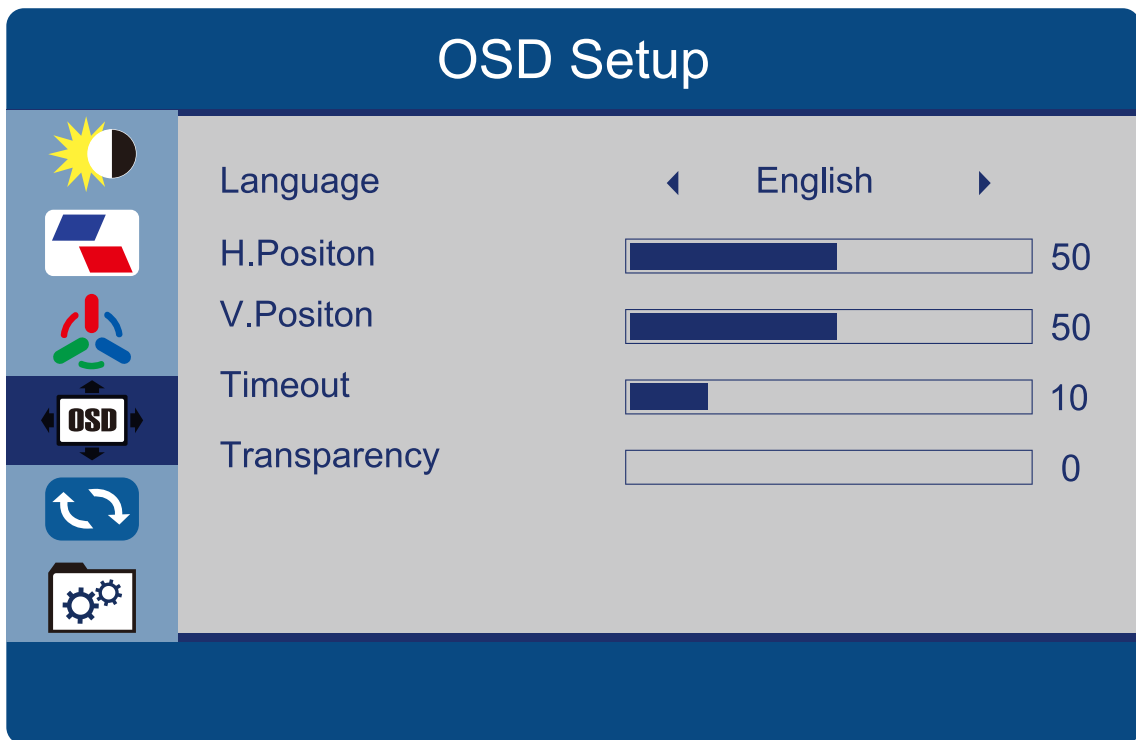 OSD Setup
Language English
H.Positon 50
V.Positon 50
OSD
Timeout 10
Transparency 0